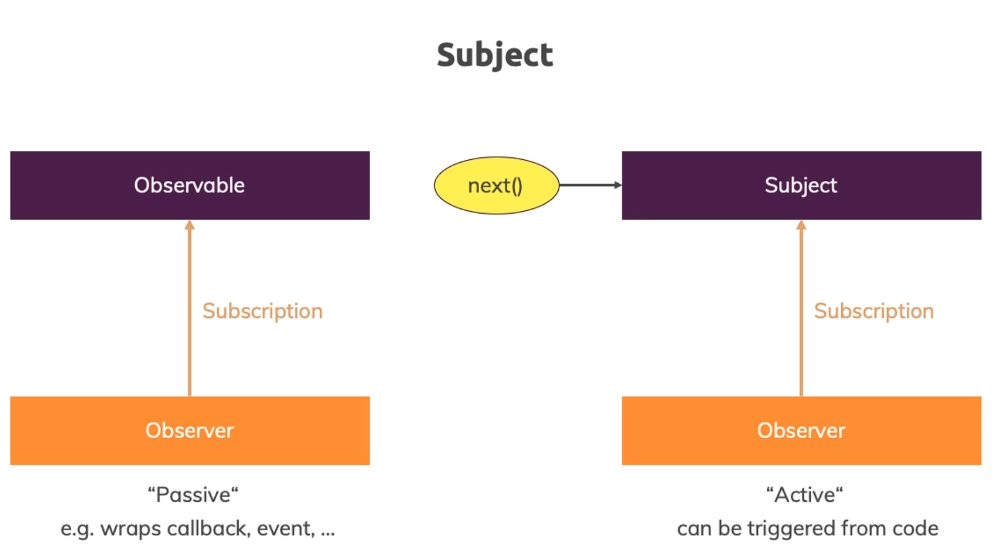 Subject
Observable
next()
Subject
Subscription
Subscription
Observer
Observer
“Passive“
e.g. wraps callback, event, ...
“Active“
can be triggered from code